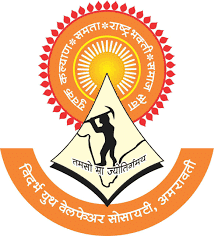 युवक कल्याण * समता * राष्ट्रभक्ती * समाज सेवा
तमसो मा ज्योतिर्गमय
विदर्भ युथ वेलफेअर सोसायटी, अमरावती